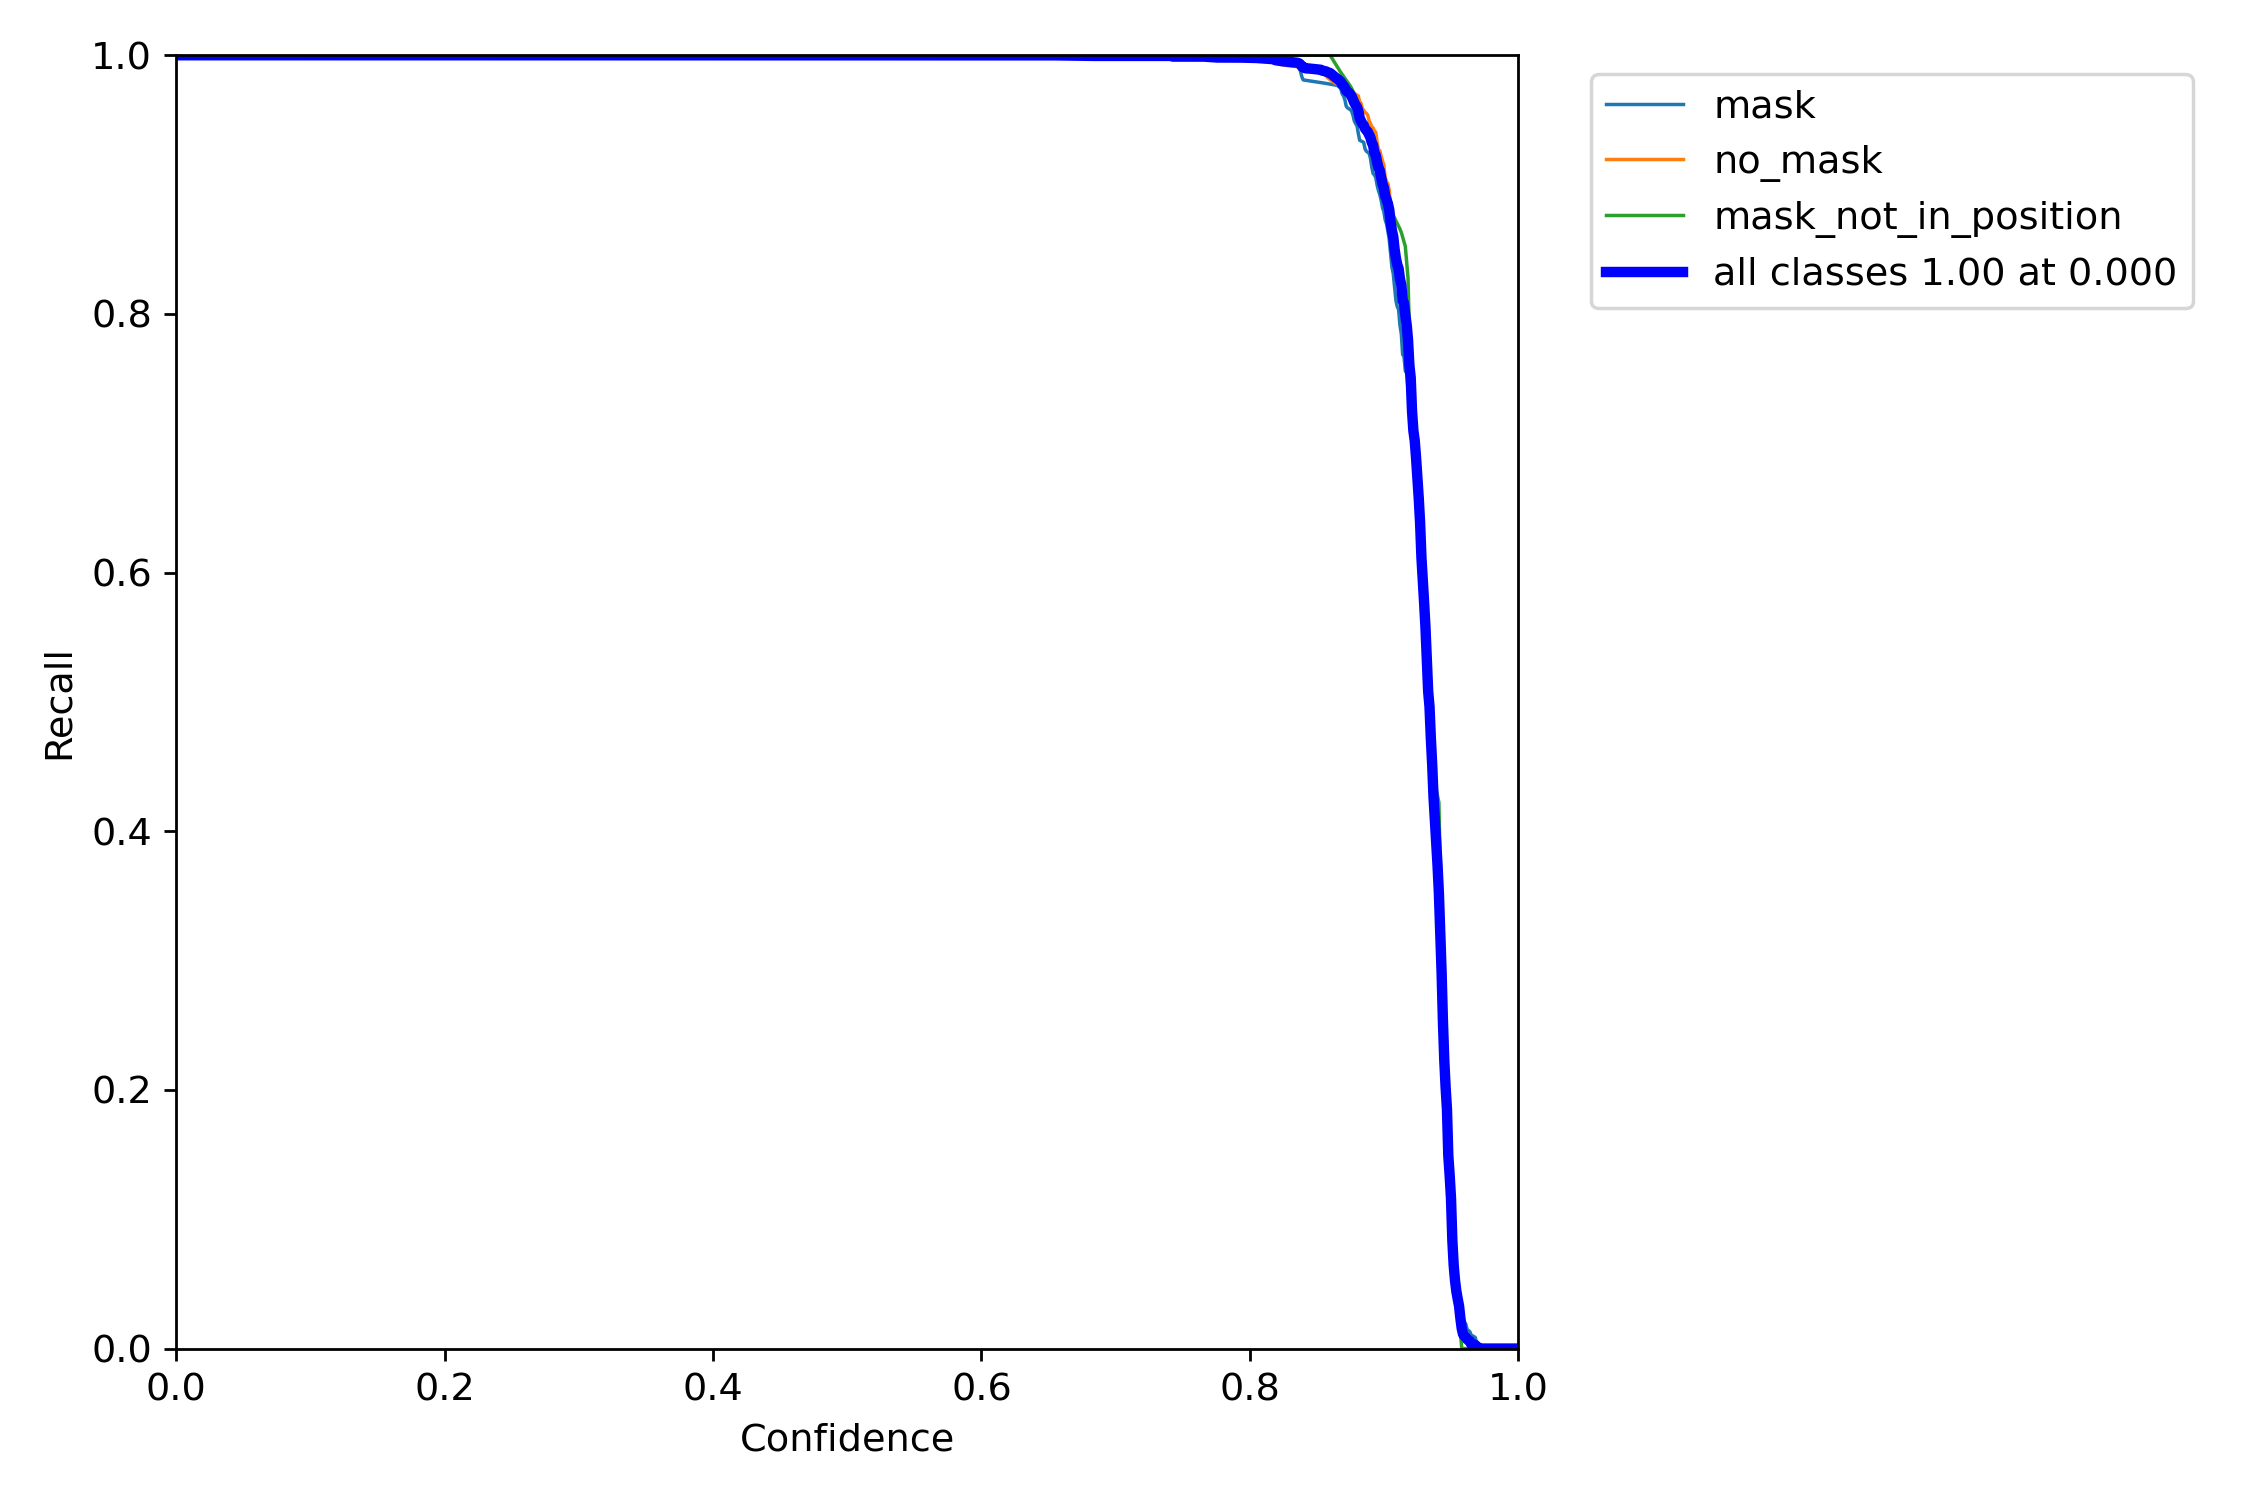 1.0
0.8
0.6
0.4
0.2
0.0
Recall
0.0 0.2 0.4 0.6 0.8 1.0
Confidence
mask
no_mask
mask_not_in_position
all classes 1.00 at 0.000